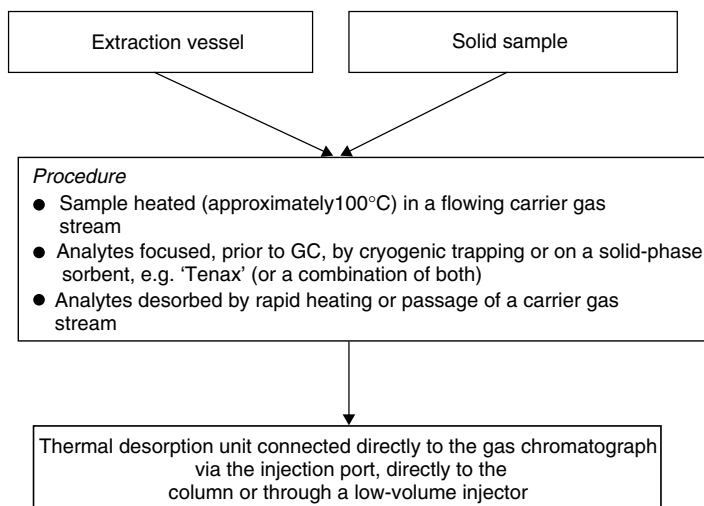 Extraction vessel
Solid sample
Procedure
● Sample heated (approximately100°C) in a flowing carrier gas
stream
● Analytes focused, prior to GC, by cryogenic trapping or on a solid-phase
sorbent, e.g. ‘Tenax’ (or a combination of both)
● Analytes desorbed by rapid heating or passage of a carrier gas
stream
Thermal desorption unit connected directly to the gas chromatograph
via the injection port, directly to the
column or through a low-volume injector